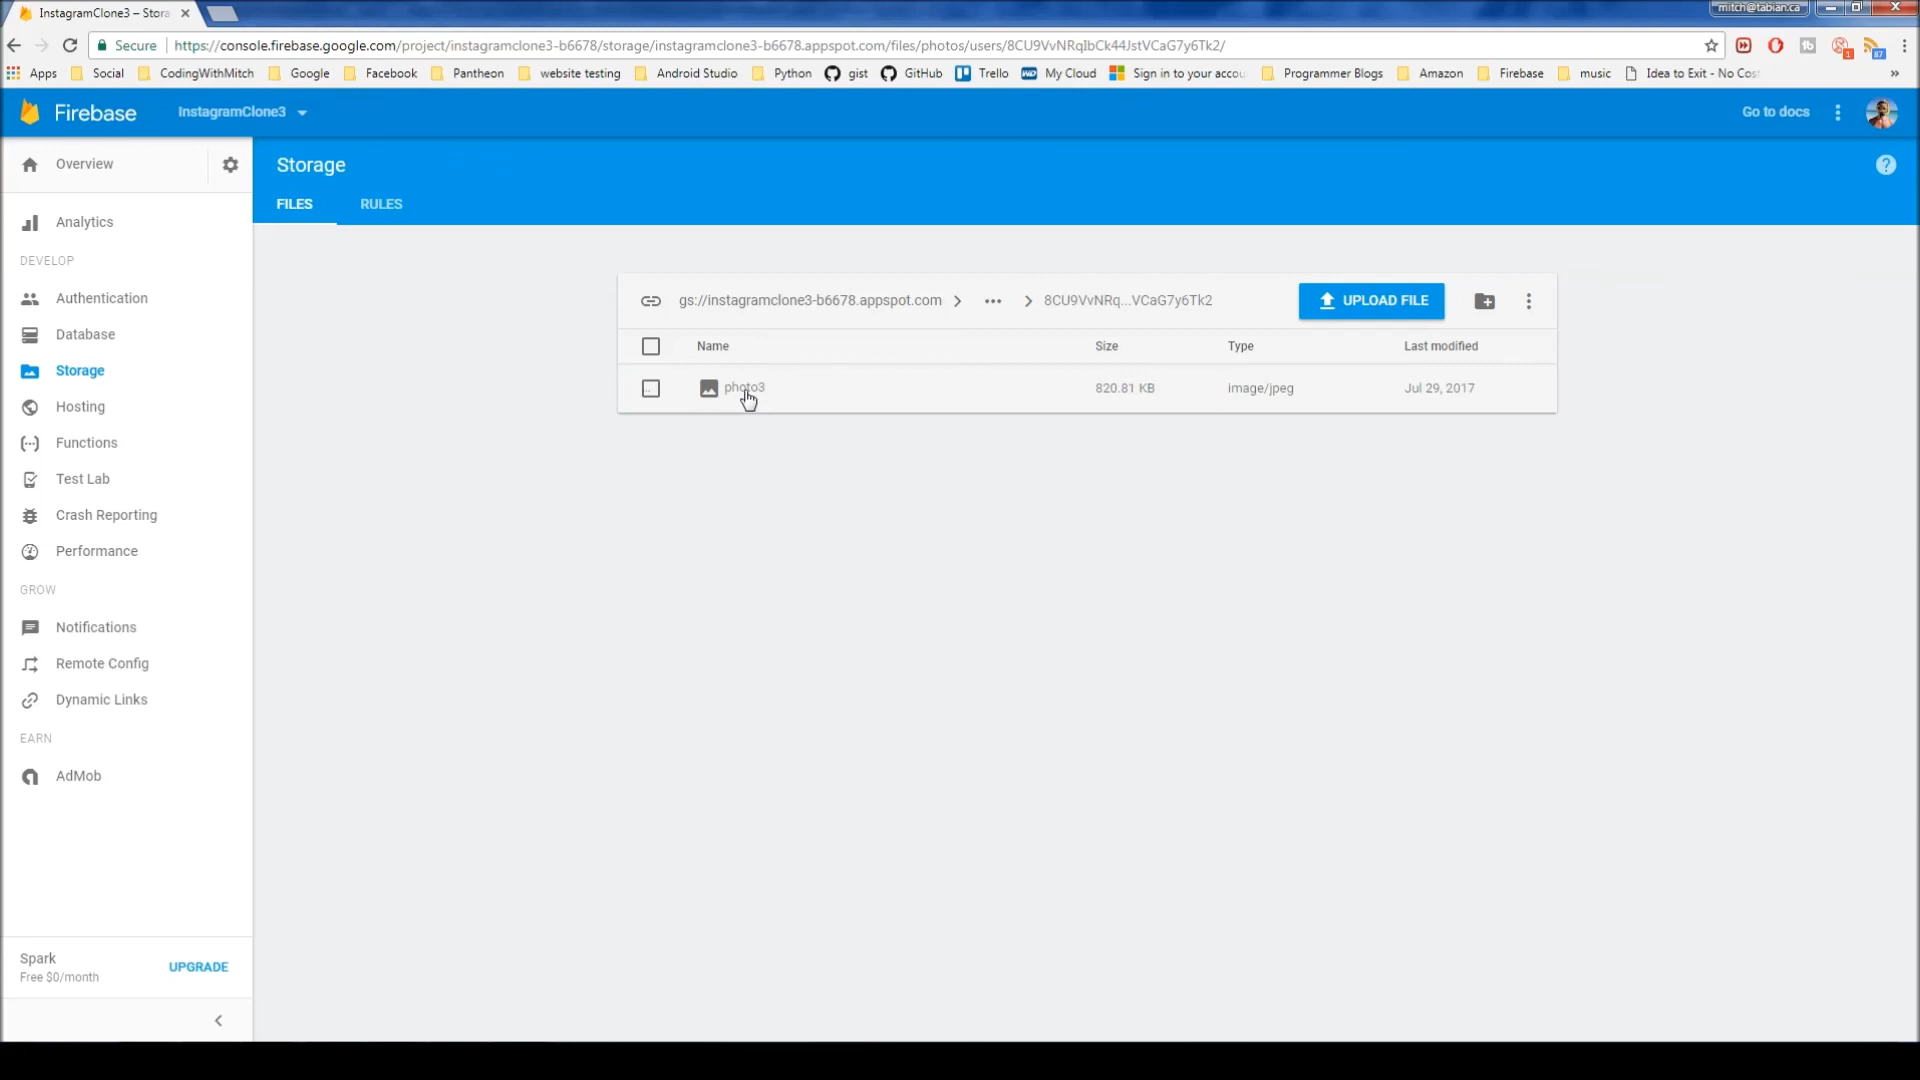 InstagramClone3 – Stora
mitch@tabian.ca
Secure https://console.firebase.google.com/project/instagramclone3-b6678/storage/instagramclone3-b6678.appspot.com/files/photos/users/8CU9VvNRqIbCk44JstVCaG7y6Tk2/
Apps Social CodingWithMitch Google Facebook Pantheon website testing Android Studio Python gist GitHub Trello My Cloud Sign in to your accou Programmer Blogs Amazon Firebase music Idea to Exit - No Cos »
Firebase InstagramClone3 Go to docs
Overview
Storage
FILES RULES
Analytics
DEVELOP
Authentication
Database
Storage
Hosting
Functions
Test Lab
Crash Reporting
Performance
GROW
Notifications
Remote Config
Dynamic Links
EARN
AdMob
Spark
Free $0/month
UPGRADE
gs://instagramclone3-b6678.appspot.com > ••• > 8CU9VvNRq...VCaG7y6Tk2 UPLOAD FILE
Name Size Type Last modified
photo3 820.81 KB image/jpeg Jul 29, 2017